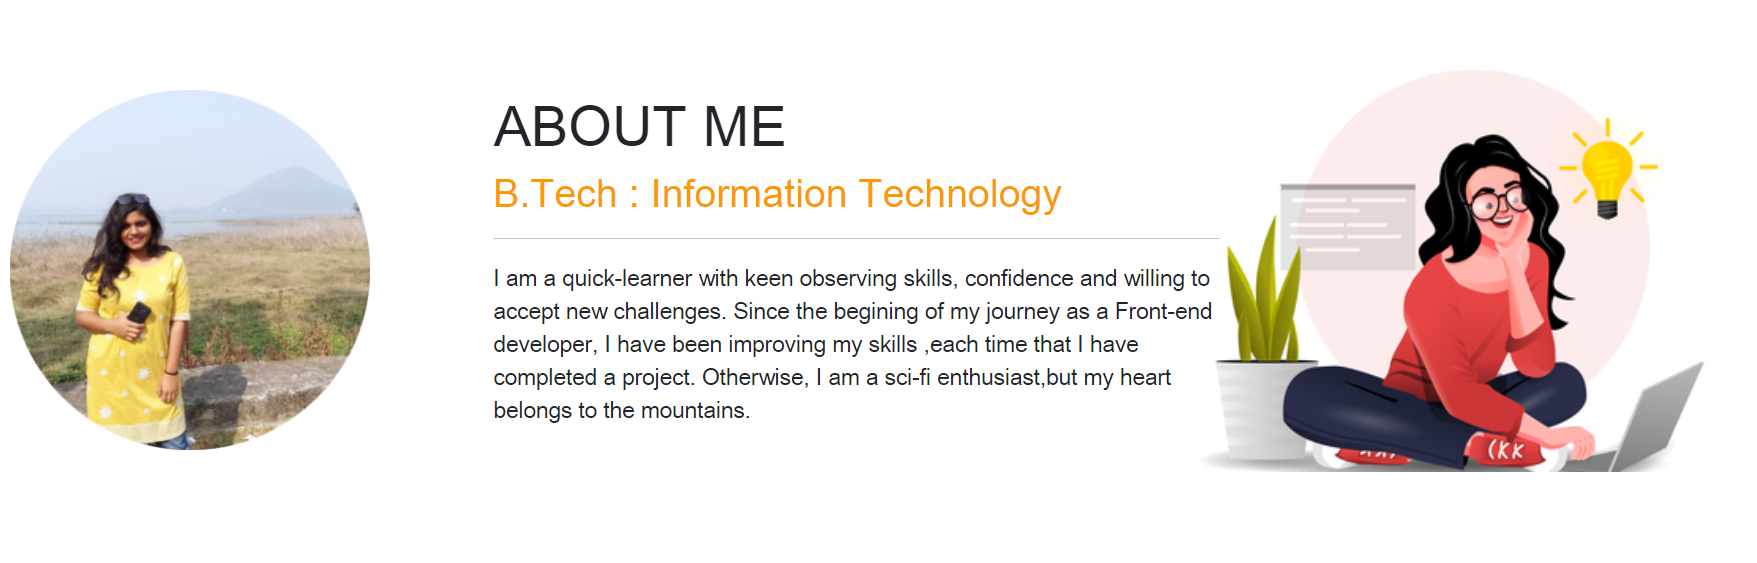 ABOUT ME
B.Tech : Information Technology
I am a quick-learner with keen observing skills, confidence and willing to
accept new challenges. Since the begining of my journey as a Front-end
developer, I have been improving my skills ,each time that I have
completed a project. Otherwise, I am a sci-fi enthusiast,but my heart
belongs to the mountains.